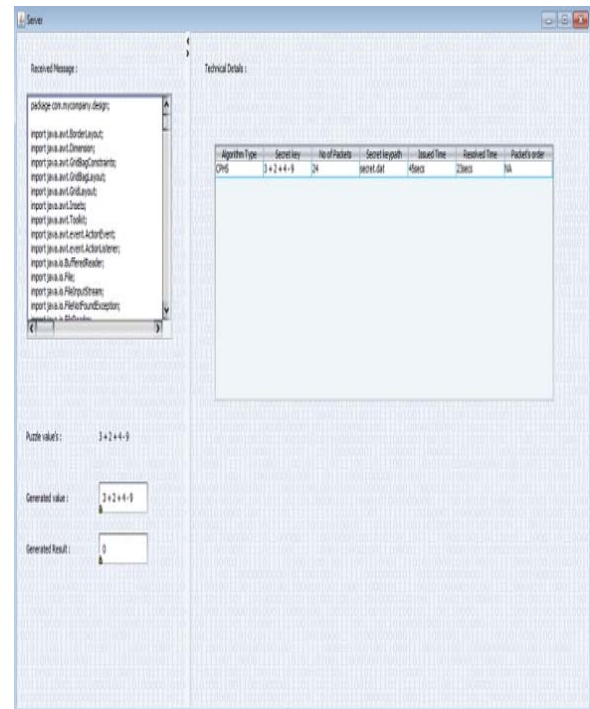 Server
Received Message :
package com.mycompany.design;
import java.awt.BorderLayout;
import java.awt.Dimension;
import java.awt.GridBagConstraints;
import java.awt.GridBagLayout;
import java.awt.GridLayout;
import java.awt.Insets;
import java.awt.Toolkit;
import java.awt.event.ActionEvent;
import java.awt.event.ActionListener;
import java.io.BufferedReader;
import java.io.File;
import java.io.FileInputStream;
import java.io.FileNotFoundException;
import java.io.FileReader;
Puzzle value's : 3+2+4-9
Generated value : 3+2+4-9
Generated Result : 0
Technical Details :
Algorithm Type Secret key No of Packets Secret keypath Issued Time Resolved Time Packet's order
CPHS 3+2+4-9 24 secret.dat 45secs 23secs NA